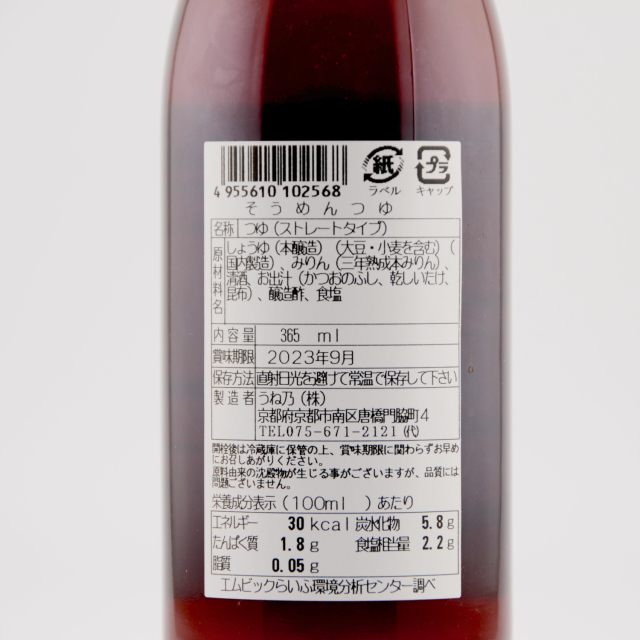 紙
プラ
ラベル キャップ
4 955610 102568
そうめんつゆ
名称 つゆ（ストレートタイプ）
原材料名 しょうゆ（本醸造）（大豆・小麦を含む）（
国内製造）、みりん（三年熟成本みりん）、
清酒、お出汁（かつおのふし、乾しいたけ、
昆布）、醸造酢、食塩
内容量 365 ml
賞味期限 2023年9月
保存方法 直射日光を避けて常温で保存して下さい
製造者 うね乃（株）
京都府京都市南区唐橋門脇町4
TEL075-671-2121（代）
開栓後は冷蔵庫に保管の上、賞味期限に関わらずお早め
にお召しあがりください。
原料由来の沈殿物が生じる事がございますが、品質には
問題ございません。
栄養成分表示（100ml ）あたり
エネルギー 30 kcal 炭水化物 5.8 g
たんぱく質 1.8 g 食塩相当量 2.2 g
脂質 0.05 g
エムビックらいふ環境分析センター調べ